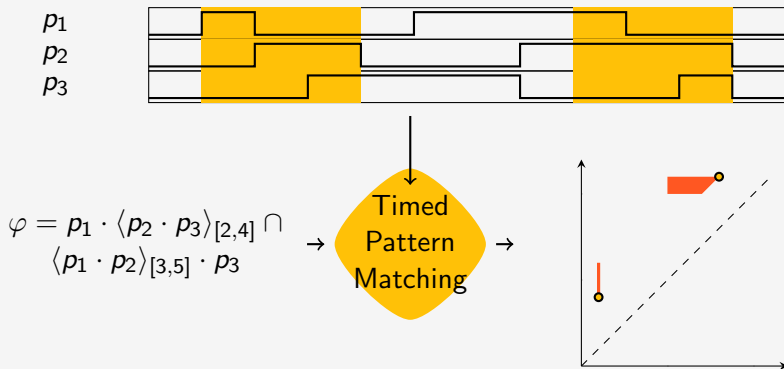 p₁
p₂
p₃
φ = p₁ · ⟨p₂ · p₃⟩[2,4] ∩
⟨p₁ · p₂⟩[3,5] · p₃
Timed
Pattern
Matching